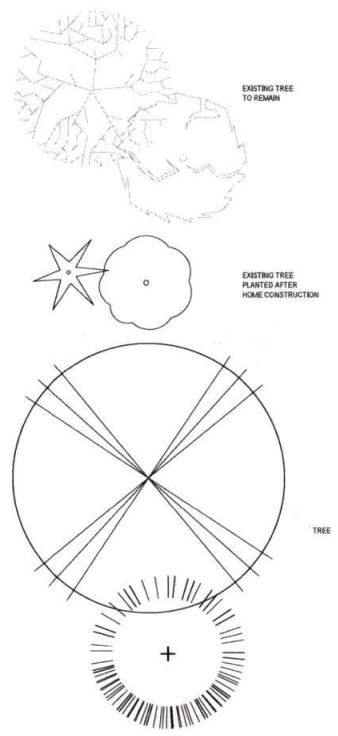 EXISTING TREE
TO REMAIN
EXISTING TREE
PLANTED AFTER
HOME CONSTRUCTION
TREE